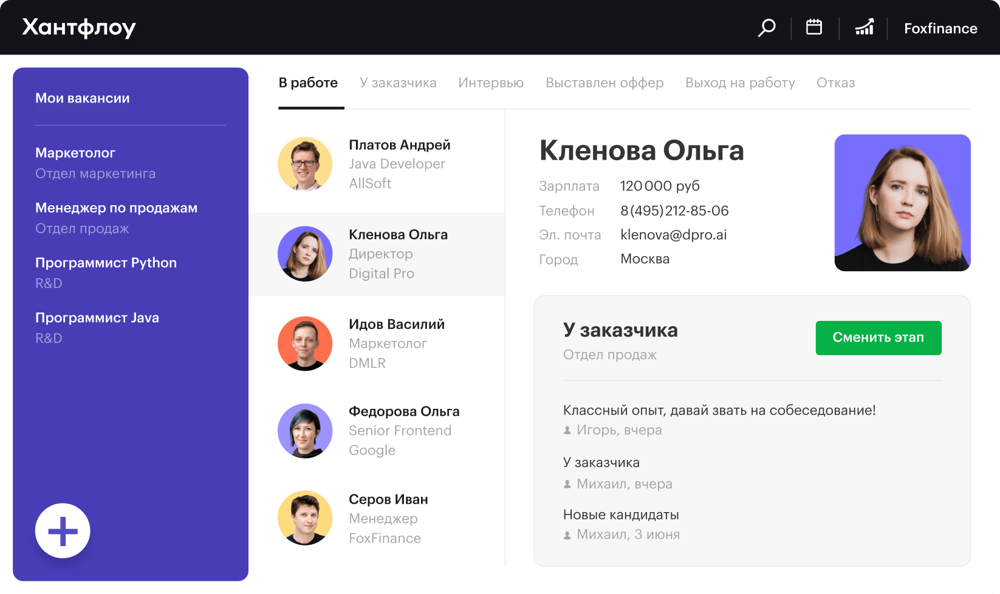 Хантфлоу
Foxfinance
Мои вакансии
Маркетолог
Отдел маркетинга
Менеджер по продажам
Отдел продаж
Программист Python
R&D
Программист Java
R&D
В работе
У заказчика
Интервью
Выставлен оффер
Выход на работу
Отказ
Платов Андрей
Java Developer
AllSoft
Кленова Ольга
Директор
Digital Pro
Идов Василий
Маркетолог
DMLR
Федорова Ольга
Senior Frontend
Google
Серов Иван
Менеджер
FoxFinance
Кленова Ольга
Зарплата 120 000 руб
Телефон 8 (495) 212-85-06
Эл. почта klenova@dpro.ai
Город Москва
У заказчика
Отдел продаж
Сменить этап
Классный опыт, давай звать на собеседование!
Игорь, вчера
У заказчика
Михаил, вчера
Новые кандидаты
Михаил, 3 июня